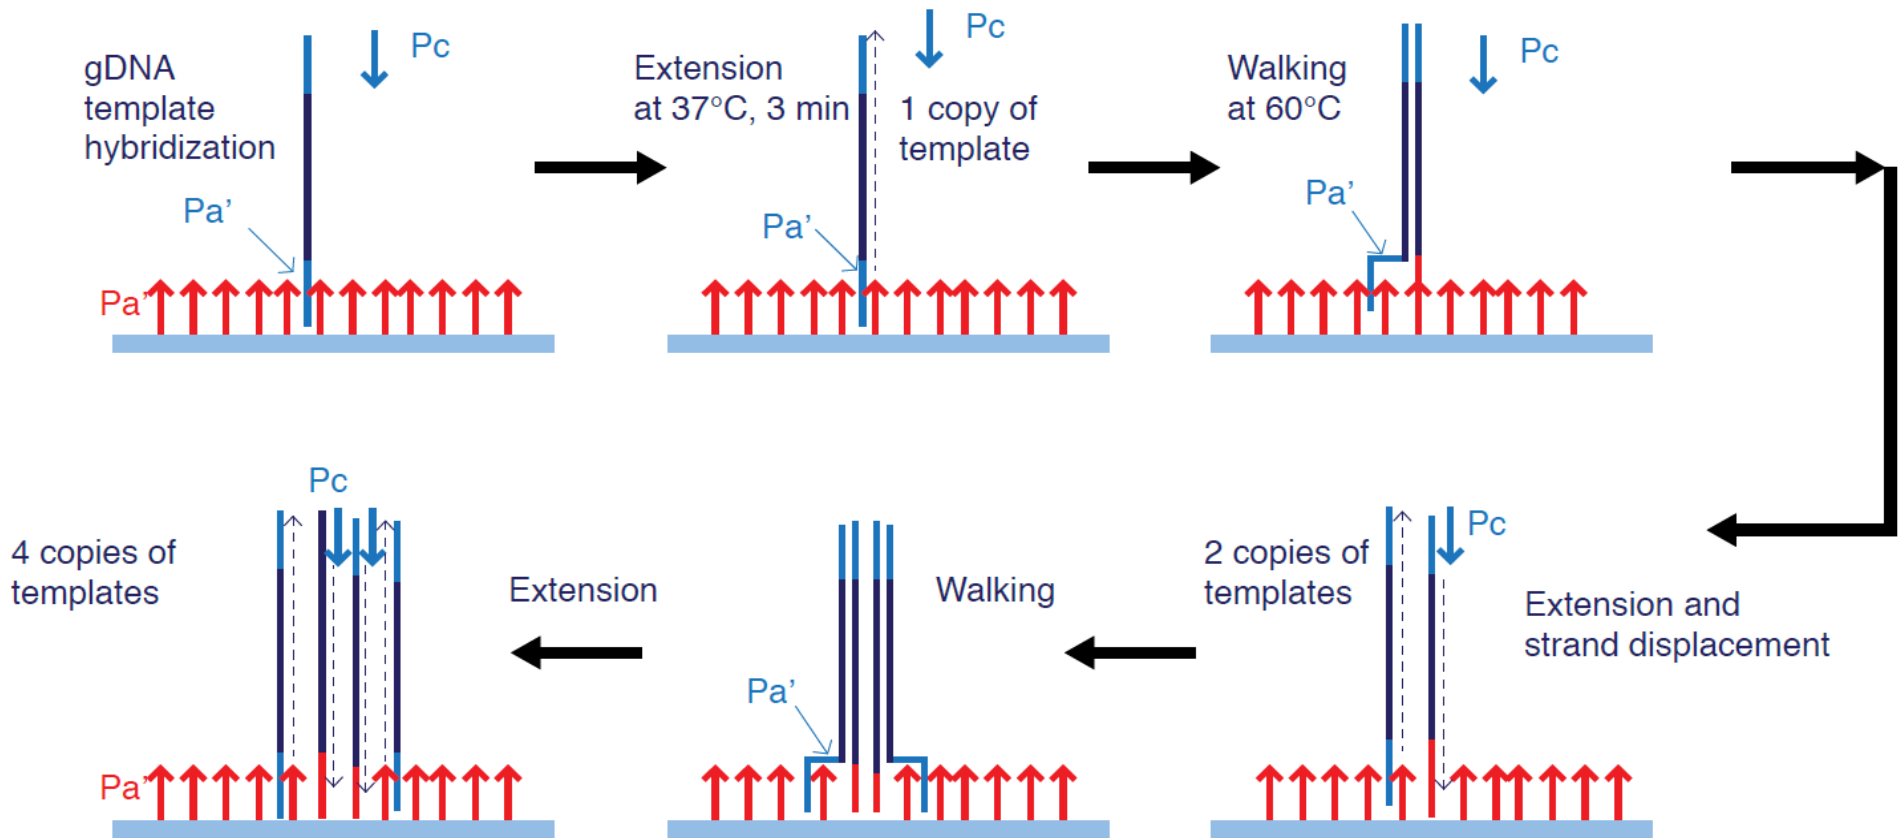 gDNA
template
hybridization
Pc
Pa’
Pa’
Extension
at 37°C, 3 min
Pc
1 copy of
template
Pa’
Walking
at 60°C
Pc
Pa’
4 copies of
templates
Pc
Pa’
Extension
Walking
Pa’
2 copies of
templates
Pc
Extension and
strand displacement